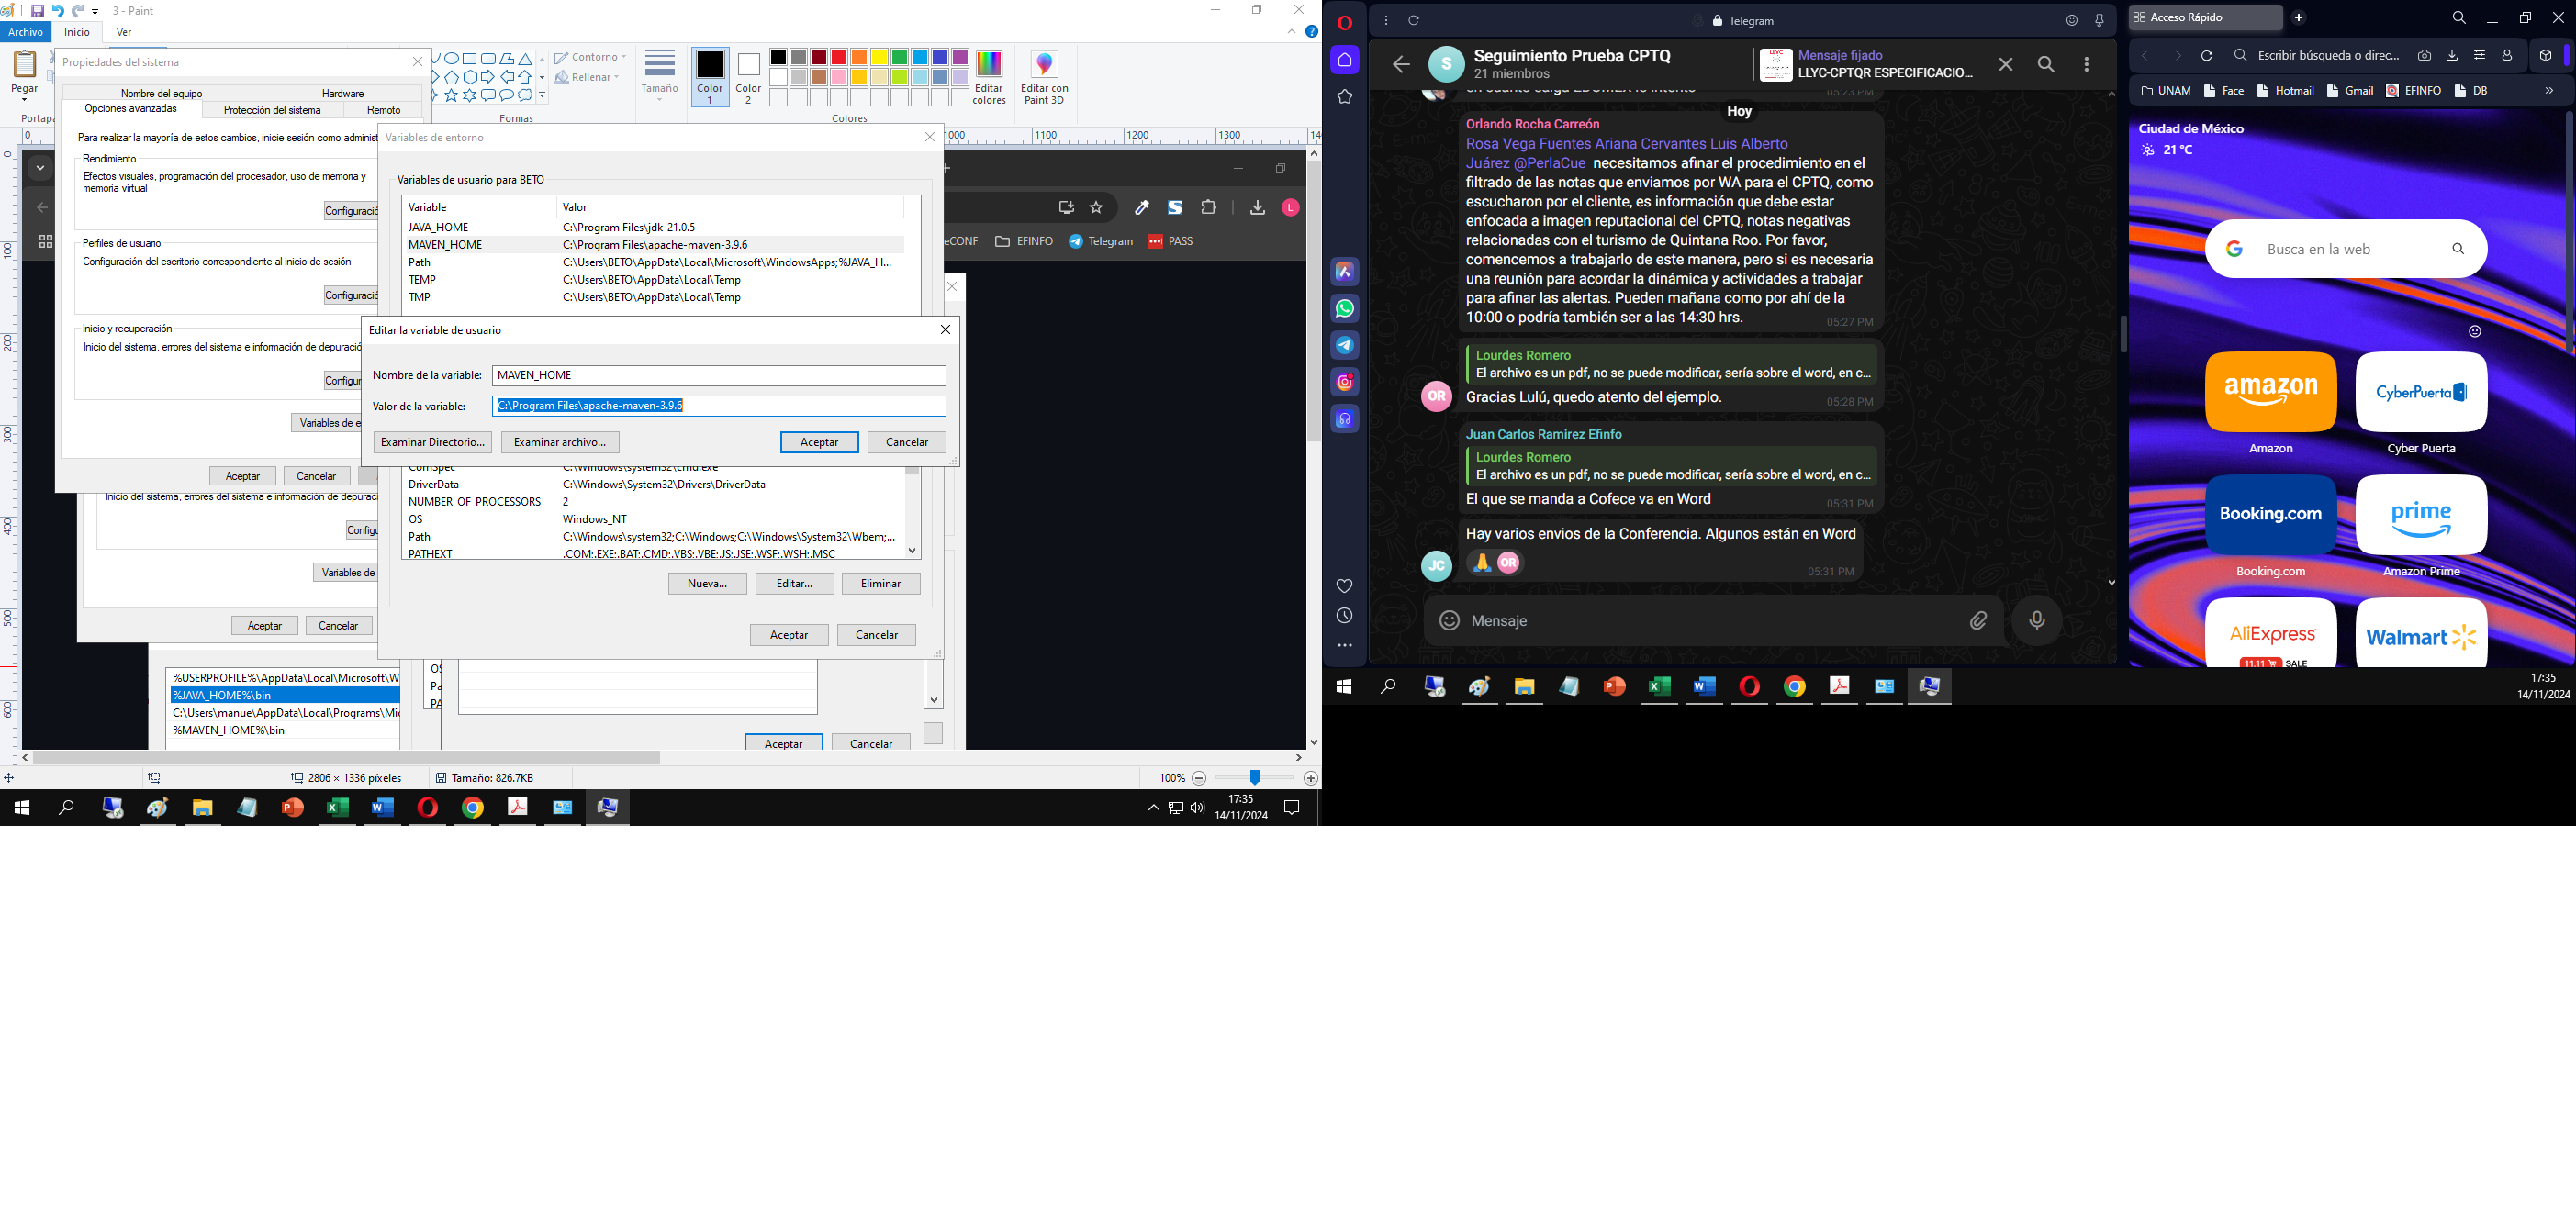 3 - Paint
Archivo
Inicio
Ver
Pegar
Contorno
Rellenar
Tamaño
Color
1
Color
2
Editar
colores
Editar con
Paint 3D
Formas
Colores
Propiedades del sistema
Nombre del equipo
Hardware
Opciones avanzadas
Protección del sistema
Remoto
Para realizar la mayoría de estos cambios, inicie sesión como administ
Rendimiento
Efectos visuales, programación del procesador, uso de memoria y
memoria virtual
Configuració
Perfiles de usuario
Configuración del escritorio correspondiente al inicio de sesión
Configuració
Inicio y recuperación
Inicio del sistema, errores del sistema e información de depuració
Configur
Variables de e
Aceptar
Cancelar
Inicio del sistema, errores del sistema e información de depuraci
Configu
Variables de
Aceptar
Cancelar
%USERPROFILE%\AppData\Local\Microsoft\W
%JAVA_HOME%\bin
C:\Users\manue\AppData\Local\Programs\Mic
%MAVEN_HOME%\bin
0
1000
1100
1200
1300
0
100
200
300
400
500
600
Variables de entorno
Variables de usuario para BETO
Variable Valor
JAVA_HOME C:\Program Files\jdk-21.0.5
MAVEN_HOME C:\Program Files\apache-maven-3.9.6
Path C:\Users\BETO\AppData\Local\Microsoft\WindowsApps;%JAVA_H...
TEMP C:\Users\BETO\AppData\Local\Temp
TMP C:\Users\BETO\AppData\Local\Temp
Editar la variable de usuario
Nombre de la variable: MAVEN_HOME
Valor de la variable: C:\Program Files\apache-maven-3.9.6
Examinar Directorio...
Examinar archivo...
Aceptar
Cancelar
ComSpec C:\Windows\system32\cmd.exe
DriverData C:\Windows\System32\Drivers\DriverData
NUMBER_OF_PROCESSORS 2
OS Windows_NT
Path C:\Windows\system32;C:\Windows;C:\Windows\System32\Wbem;...
PATHEXT .COM;.EXE;.BAT;.CMD;.VBS;.VBE;.JS;.JSE;.WSF;.WSH;.MSC
Nueva...
Editar...
Eliminar
Aceptar
Cancelar
Aceptar
Cancelar
eCONF
EFINFO
Telegram
PASS
L
2806 × 1336 píxeles
Tamaño: 826.7KB
100%
17:35
14/11/2024
Telegram
S
Seguimiento Prueba CPTQ
21 miembros
Mensaje fijado
LLYC-CPTQR ESPECIFICACIO...
05:23 PM
Hoy
Orlando Rocha Carreón
Rosa Vega Fuentes Ariana Cervantes Luis Alberto
Juárez @PerlaCue necesitamos afinar el procedimiento en el
filtrado de las notas que enviamos por WA para el CPTQ, como
escucharon por el cliente, es información que debe estar
enfocada a imagen reputacional del CPTQ, notas negativas
relacionadas con el turismo de Quintana Roo. Por favor,
comencemos a trabajarlo de este manera, pero si es necesaria
una reunión para acordar la dinámica y actividades a trabajar
para afinar las alertas. Pueden mañana como por ahí de la
10:00 o podría también ser a las 14:30 hrs.
05:27 PM
Lourdes Romero
El archivo es un pdf, no se puede modificar, sería sobre el word, en c...
OR
Gracias Lulú, quedo atento del ejemplo.
05:28 PM
Juan Carlos Ramirez Efinfo
Lourdes Romero
El archivo es un pdf, no se puede modificar, sería sobre el word, en c...
El que se manda a Cofece va en Word
05:31 PM
Hay varios envios de la Conferencia. Algunos están en Word
JC
OR
05:31 PM
Mensaje
Acceso Rápido
Escribir búsqueda o direc...
UNAM
Face
Hotmail
Gmail
EFINFO
DB
Ciudad de México
21 °C
Busca en la web
amazon
CyberPuerta
Amazon
Cyber Puerta
Booking.com
prime
Booking.com
Amazon Prime
AliExpress
11.11 SALE
Walmart
17:35
14/11/2024